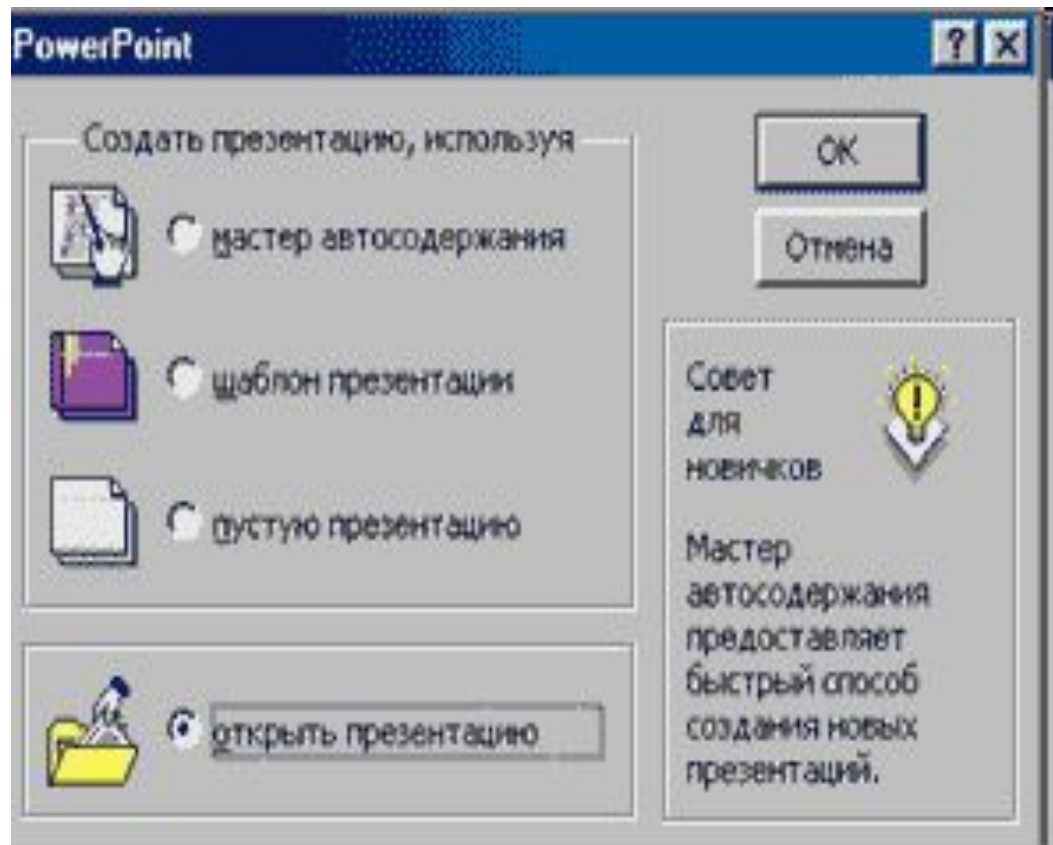 PowerPoint
Создать презентацию, используя
мастер автосодержания
шаблон презентации
пустую презентацию
открыть презентацию
OK
Отмена
Совет
для
новичков
Мастер
автосодержания
предоставляет
быстрый способ
создания новых
презентаций.